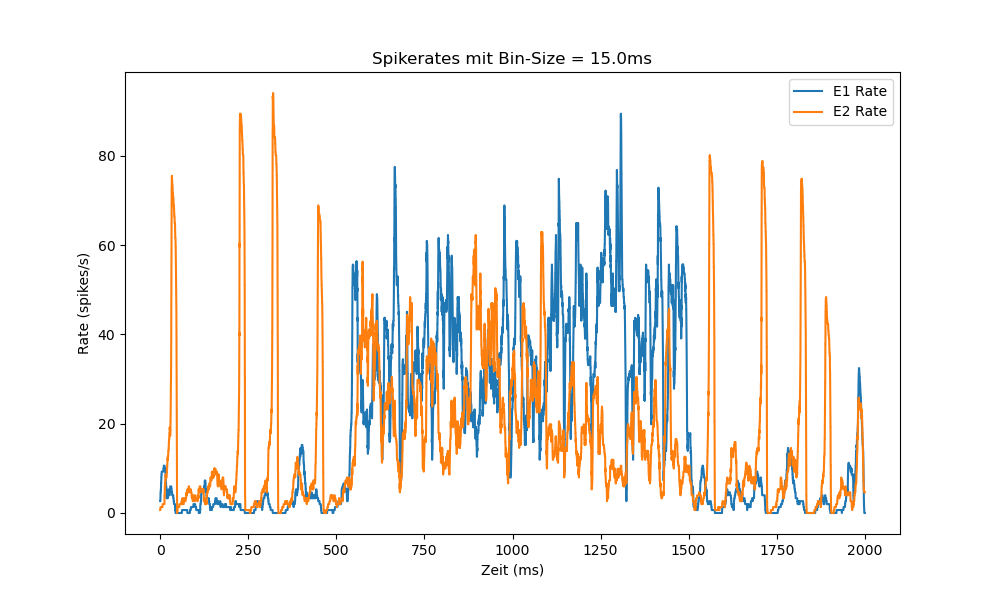 Spikerates mit Bin-Size = 15.0ms
E1 Rate
E2 Rate
Rate (spikes/s)
80
60
40
20
0
0 250 500 750 1000 1250 1500 1750 2000
Zeit (ms)